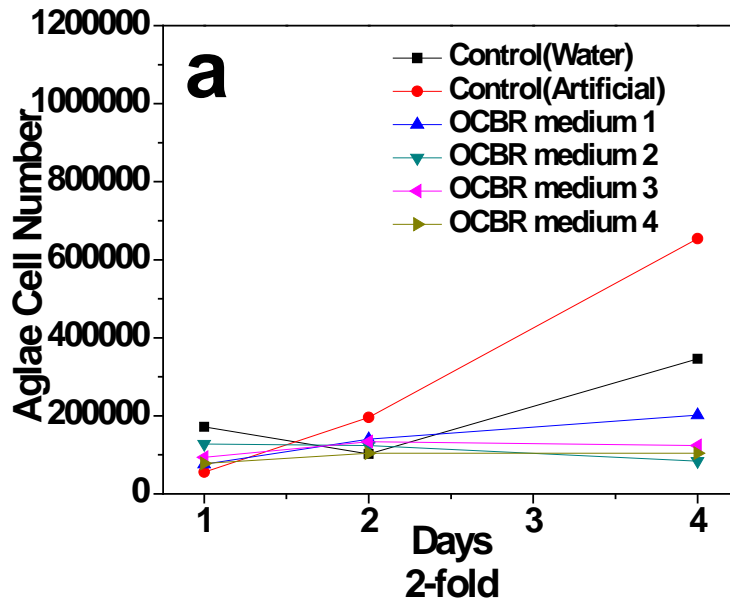 1200000
1000000
800000
600000
400000
200000
0
Aglae Cell Number
a
Control(Water)
Control(Artificial)
OCBR medium 1
OCBR medium 2
OCBR medium 3
OCBR medium 4
1 2 3 4
Days
2-fold